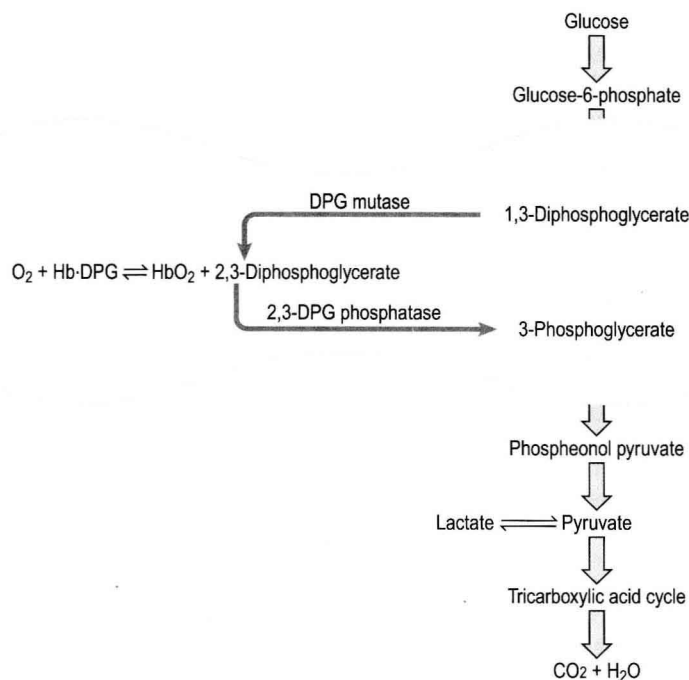 Glucose
Glucose-6-phosphate
DPG mutase
1,3-Diphosphoglycerate
O₂ + Hb·DPG ⇌ HbO₂ + 2,3-Diphosphoglycerate
2,3-DPG phosphatase
3-Phosphoglycerate
Phospheonol pyruvate
Lactate ⇌ Pyruvate
Tricarboxylic acid cycle
CO₂ + H₂O